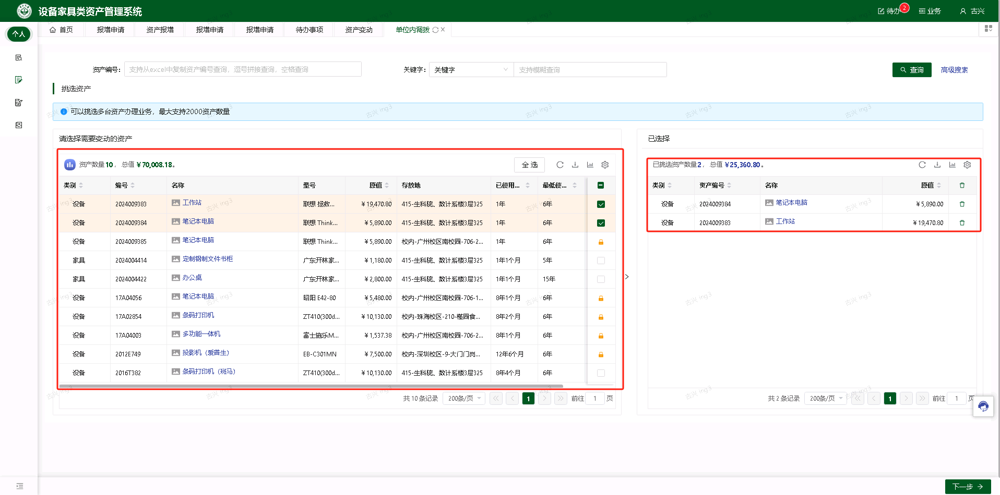 设备家具类资产管理系统
待办 2 业务 古兴
个人
首页 报增申请 资产报增 报增申请 报增申请 待办事项 资产变动 单位内调拨
资产编号: 支持从excel中复制资产编号查询，逗号拼接查询，空格查询 关键字: 关键字 支持模糊查询 查询 高级搜索
挑选资产
可以挑选多台资产办理业务，最大支持2000资产数量
请选择需要变动的资产
资产数量10，总值￥70,008.18。 全 选
类别 编号 名称 型号 原值 存放地 已使用... 最低使...
设备 2024009383 工作站 联想 拯救... ￥19,470.80 415-生科院、数计系楼3层325 1年 6年
设备 2024009384 笔记本电脑 联想 Think... ￥5,890.00 415-生科院、数计系楼3层325 1年 6年
设备 2024009385 笔记本电脑 联想 Think... ￥5,890.00 校内-广州校区南校园-706-2... 1年 6年
家具 2024004414 定制钢制文件书柜 广东开林家... ￥1,180.00 415-生科院、数计系楼3层325 1年1个月 5年
家具 2024004422 办公桌 广东开林家... ￥2,800.00 415-生科院、数计系楼3层325 1年1个月 15年
设备 17A04056 笔记本电脑 昭阳 E42-80 ￥5,480.00 校内-广州校区南校园-706-1... 8年1个月 6年
设备 17A02854 条码打印机 ZT410(300d... ￥10,130.00 校内-珠海校区-210-榕园食... 8年2个月 6年
设备 17A04003 多功能一体机 富士施乐M... ￥1,537.38 校内-广州校区南校园-706-2... 8年1个月 6年
设备 2012E749 投影机（爱普生） EB-C301MN ￥7,500.00 校内-深圳校区-9-大门门岗... 12年6个月 6年
设备 2016T382 条码打印机（斑马） ZT410(300d... ￥10,130.00 415-生科院、数计系楼3层325 8年4个月 6年
共 10 条记录 200条/页 1 前往 1 页
已选择
已挑选资产数量2，总值￥25,360.80。
类别 资产编号 名称 原值
设备 2024009384 笔记本电脑 ￥5,890.00
设备 2024009383 工作站 ￥19,470.80
共 2 条记录 200条/页 1 前往 1 页
下一步
古兴 ing3